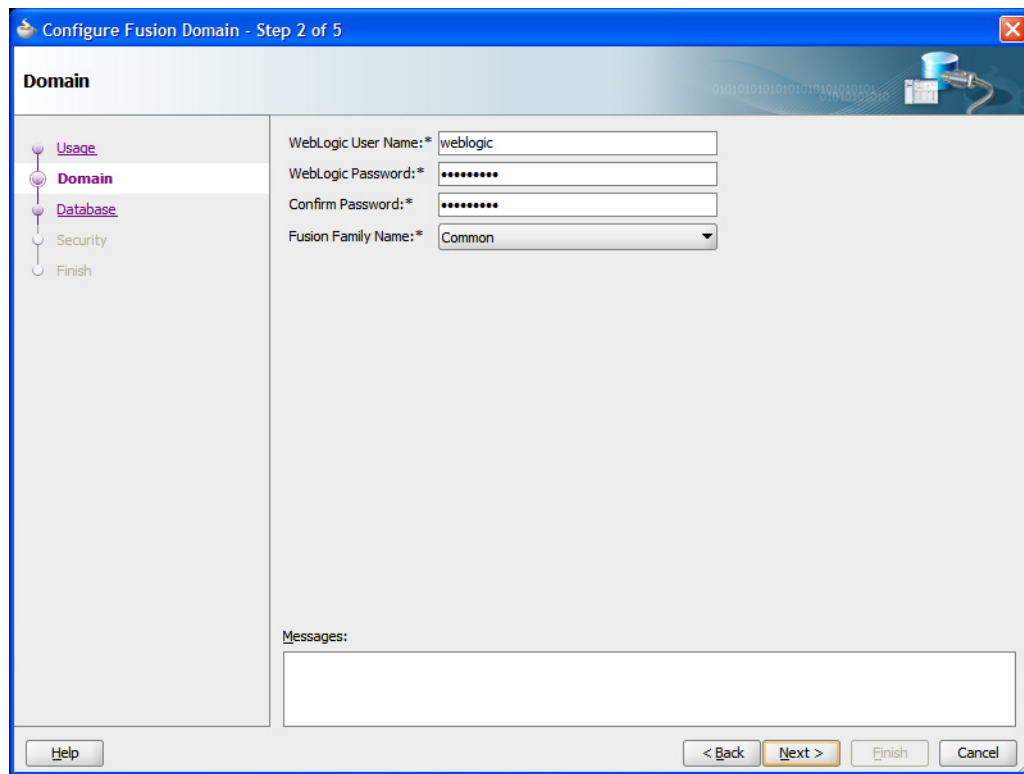 Configure Fusion Domain - Step 2 of 5
Domain
Usage
Domain
Database
Security
Finish
WebLogic User Name:* weblogic
WebLogic Password:* •••••••••
Confirm Password:* •••••••••
Fusion Family Name:* Common
Messages:
Help
< Back
Next >
Finish
Cancel